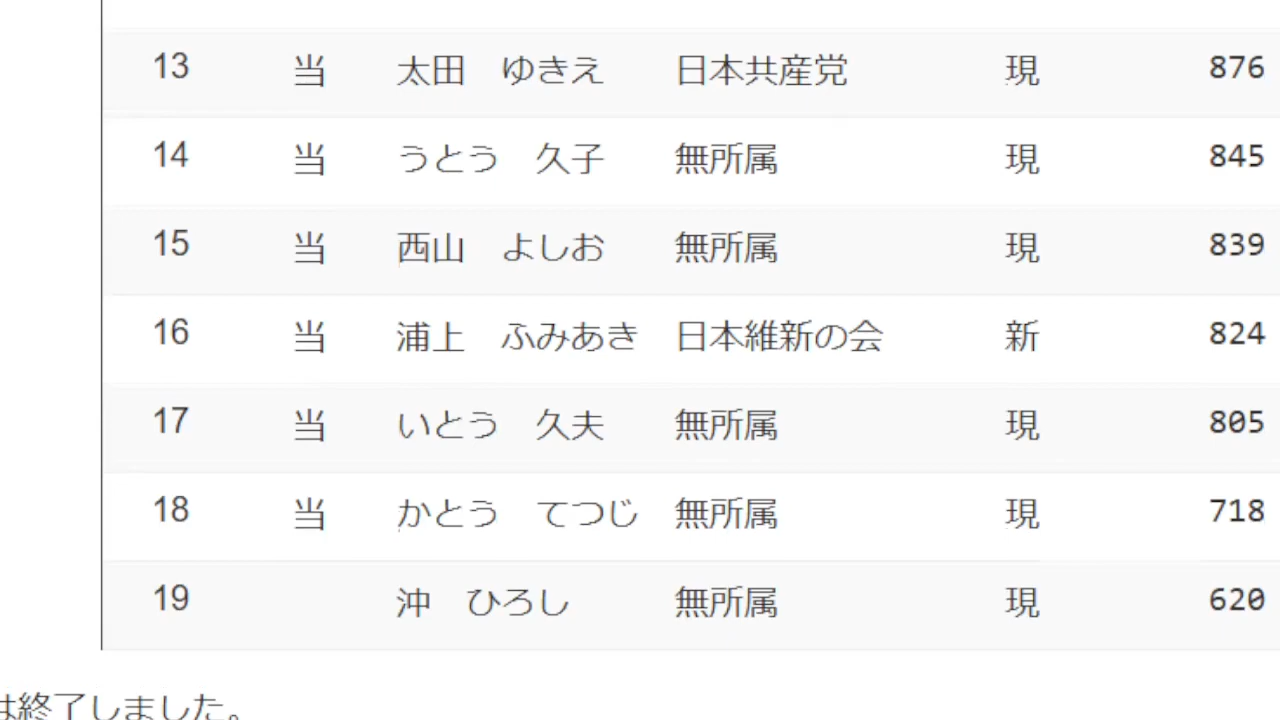 13 当 太田 ゆきえ 日本共産党 現 876
14 当 うとう 久子 無所属 現 845
15 当 西山 よしお 無所属 現 839
16 当 浦上 ふみあき 日本維新の会 新 824
17 当 いとう 久夫 無所属 現 805
18 当 かとう てつじ 無所属 現 718
19 沖 ひろし 無所属 現 620
は終了しました。